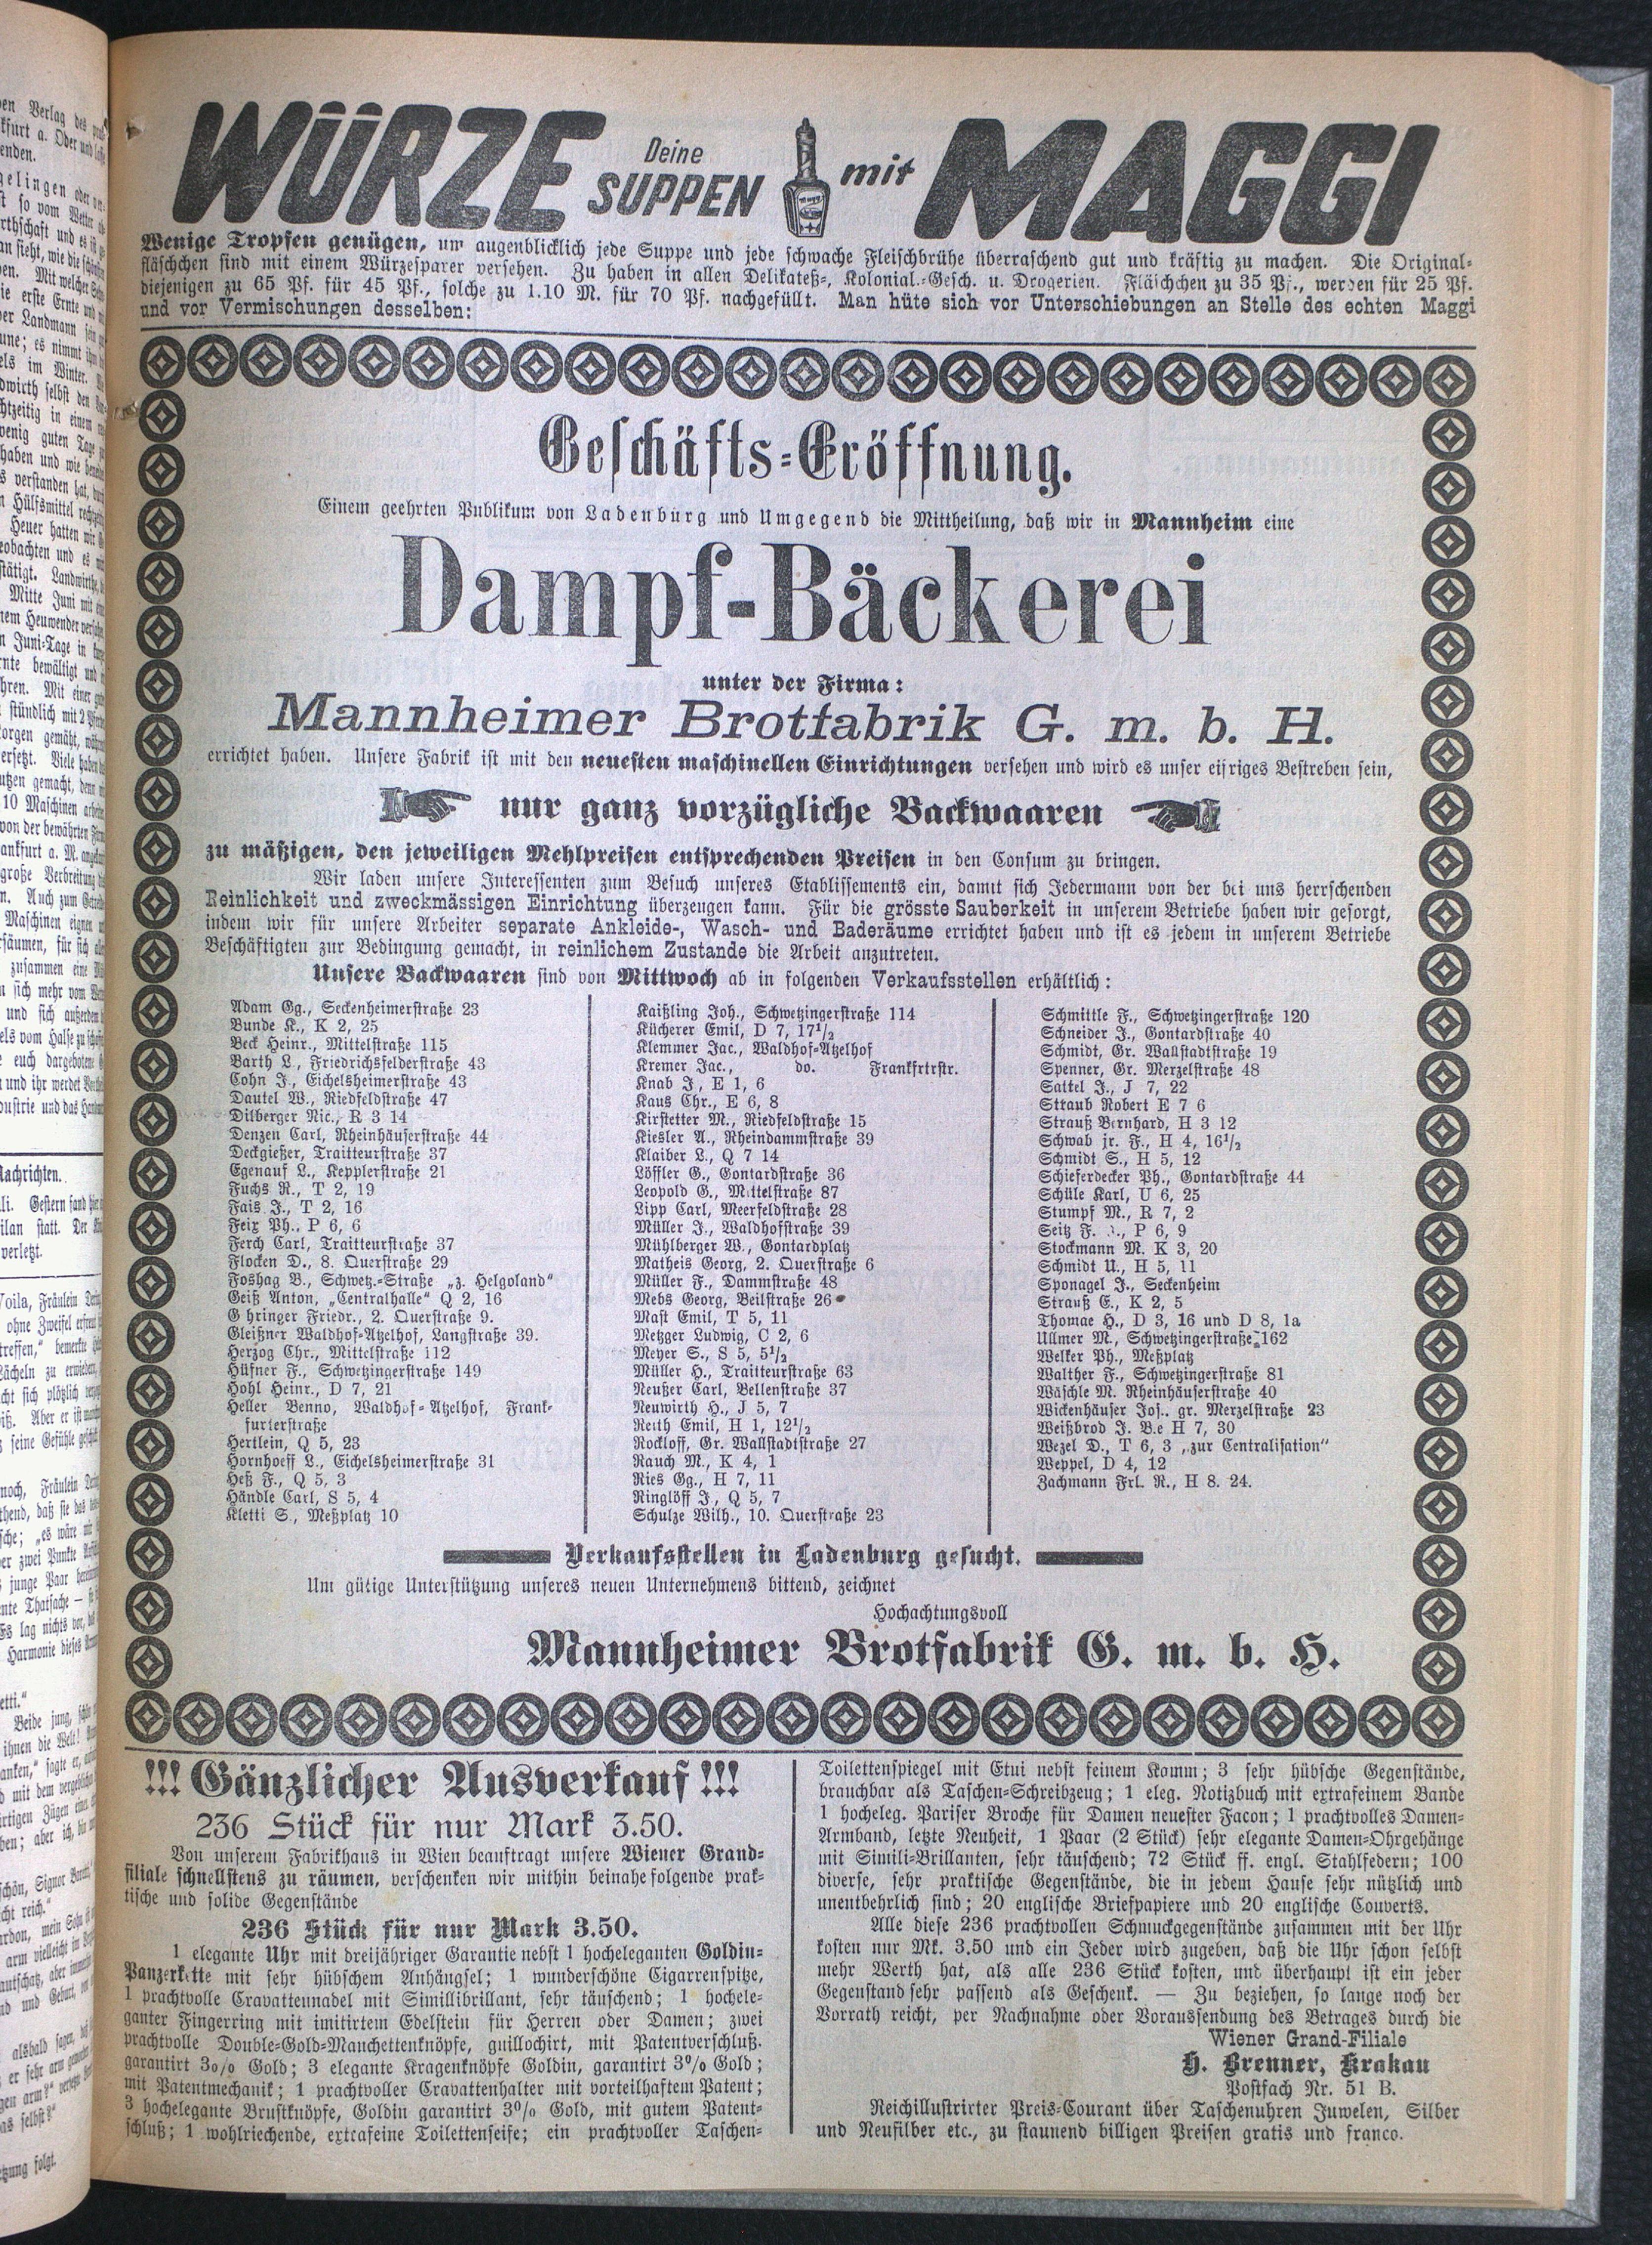 WÜRZE Deine SUPPEN mit MAGGI
Wenige Tropfen genügen, um augenblicklich jede Suppe und jede schwache Fleischbrühe überraschend gut und kräftig zu machen. Die Original-
fläschchen sind mit einem Würzesparer versehen. Zu haben in allen Delikateß-, Kolonial.-Gesch. u. Drogerien. Fläschchen zu 35 Pf., werden für 25 Pf.
diejenigen zu 65 Pf. für 45 Pf., solche zu 1.10 M. für 70 Pf. nachgefüllt. Man hüte sich vor Unterschiebungen an Stelle des echten Maggi
und vor Vermischungen desselben:
Geschäfts-Eröffnung.
Einem geehrten Publikum von Ladenburg und Umgegend die Mittheilung, daß wir in Mannheim eine
Dampf-Bäckerei
unter der Firma:
Mannheimer Brotfabrik G. m. b. H.
errichtet haben. Unsere Fabrik ist mit den neuesten maschinellen Einrichtungen versehen und wird es unser eifriges Bestreben sein,
nur ganz vorzügliche Backwaaren
zu mäßigen, den jeweiligen Mehlpreisen entsprechenden Preisen in den Consum zu bringen.
Wir laden unsere Interessenten zum Besuch unseres Etablissements ein, damit sich Jedermann von der bei uns herrschenden
Reinlichkeit und zweckmässigen Einrichtung überzeugen kann. Für die grösste Sauberkeit in unserem Betriebe haben wir gesorgt,
indem wir für unsere Arbeiter separate Ankleide-, Wasch- und Baderäume errichtet haben und ist es jedem in unserem Betriebe
Beschäftigten zur Bedingung gemacht, in reinlichem Zustande die Arbeit anzutreten.
Unsere Backwaaren sind von Mittwoch ab in folgenden Verkaufsstellen erhältlich:
Adam Gg., Seckenheimerstraße 23
Bunde K., K 2, 25
Beck Heinr., Mittelstraße 115
Barth L., Friedrichsfelderstraße 43
Cohn J., Eichelsheimerstraße 43
Dautel W., Riedfeldstraße 47
Dilberger Nic., R 3 14
Denzen Carl, Rheinhäuserstraße 44
Deckgießer, Traitteurstraße 37
Egenauf L., Kepplerstraße 21
Fuchs R., T 2, 19
Fais J., T 2, 16
Feix Ph., P 6, 6
Ferch Carl, Traitteurstraße 37
Flocken D., 8. Querstraße 29
Foshag B., Schwetz.-Straße „z. Helgoland“
Geiß Anton, „Centralhalle“ Q 2, 16
G hringer Friedr., 2. Querstraße 9.
Gleißner Waldhof-Atzelhof, Langstraße 39.
Herzog Chr., Mittelstraße 112
Hüfner F., Schwetzingerstraße 149
Hohl Heinr., D 7, 21
Heller Benno, Waldhof-Atzelhof, Frank-
furterstraße
Hertlein, Q 5, 23
Hornhoeff L., Eichelsheimerstraße 31
Heß F., Q 5, 3
Händle Carl, S 5, 4
Kletti S., Meßplatz 10
Kaißling Joh., Schwetzingerstraße 114
Kücherer Emil, D 7, 17½
Klemmer Jac., Waldhof-Atzelhof
Kremer Jac., do. Frankfrtrstr.
Knab J., E 1, 6
Kaus Chr., E 6, 8
Kirstetter M., Riedfeldstraße 15
Kiesler A., Rheindammstraße 39
Klaiber L., Q 7 14
Löffler G., Gontardstraße 36
Leopold G., Mittelstraße 87
Lipp Carl, Meerfeldstraße 28
Müller J., Waldhofstraße 39
Mühlberger W., Gontardplatz
Matheis Georg, 2. Querstraße 6
Müller F., Dammstraße 48
Mebs Georg, Beilstraße 26
Mast Emil, T 5, 11
Metzger Ludwig, C 2, 6
Meyer S., S 5, 5½
Müller H., Traitteurstraße 63
Neußer Carl, Bellenstraße 37
Neuwirth H., J 5, 7
Reith Emil, H 1, 12½
Rockloff, Gr. Wallstadtstraße 27
Rauch M., K 4, 1
Ries Gg., H 7, 11
Ringlöff J., Q 5, 7
Schulze Wilh., 10. Querstraße 23
Schmittle F., Schwetzingerstraße 120
Schneider J., Gontardstraße 40
Schmidt, Gr. Wallstadtstraße 19
Spenner, Gr. Merzelstraße 48
Sattel J., J 7, 22
Straub Robert E 7 6
Strauß Bernhard, H 3 12
Schwab jr. F., H 4, 16½
Schmidt S., H 5, 12
Schieferdecker Ph., Gontardstraße 44
Schüle Karl, U 6, 25
Stumpf M., R 7, 2
Seitz F. J., P 6, 9
Stockmann M. K 3, 20
Schmidt U., H 5, 11
Sponagel J., Seckenheim
Strauß E., K 2, 5
Thomae H., D 3, 16 und D 8, 1a
Ullmer M., Schwetzingerstraße 162
Welker Ph., Meßplatz
Walther F., Schwetzingerstraße 81
Wäschle M. Rheinhäuserstraße 40
Wickenhäuser Jos.. gr. Merzelstraße 23
Weißbrod J. B.e H 7, 30
Wezel D., T 6, 3 „zur Centralisation“
Weppel, D 4, 12
Zachmann Frl. R., H 8. 24.
Verkaufsstellen in Ladenburg gesucht.
Um gütige Unterstützung unseres neuen Unternehmens bittend, zeichnet
Hochachtungsvoll
Mannheimer Brotfabrik G. m. b. H.
!!! Gänzlicher Ausverkauf !!!
236 Stück für nur Mark 3.50.
Von unserem Fabrikhaus in Wien beauftragt unsere Wiener Grand-
filiale schnellstens zu räumen, verschenken wir mithin beinahe folgende prak-
tische und solide Gegenstände
236 Stück für nur Mark 3.50.
1 elegante Uhr mit dreijähriger Garantie nebst 1 hocheleganten Goldin-
Panzerkette mit sehr hübschem Anhängsel; 1 wunderschöne Cigarrenspitze,
1 prachtvolle Cravattennadel mit Simillibrillant, sehr täuschend; 1 hochele-
ganter Fingerring mit imitirtem Edelstein für Herren oder Damen; zwei
prachtvolle Double-Gold-Manchettenknöpfe, guillochirt, mit Patentverschluß.
garantirt 3% Gold; 3 elegante Kragenknöpfe Goldin, garantirt 3% Gold;
mit Patentmechanik; 1 prachtvoller Cravattenhalter mit vorteilhaftem Patent;
3 hochelegante Brustknöpfe, Goldin garantirt 3% Gold, mit gutem Patent-
schluß; 1 wohlriechende, extrafeine Toilettenseife; ein prachtvoller Taschen-
Toilettenspiegel mit Etui nebst feinem Komm; 3 sehr hübsche Gegenstände,
brauchbar als Taschen-Schreibzeug; 1 eleg. Notizbuch mit extrafeinem Bande
1 hocheleg. Pariser Broche für Damen neuester Facon; 1 prachtvolles Damen-
Armband, letzte Neuheit, 1 Paar (2 Stück) sehr elegante Damen-Ohrgehänge
mit Simili-Brillanten, sehr täuschend; 72 Stück ff. engl. Stahlfedern; 100
diverse, sehr praktische Gegenstände, die in jedem Hause sehr nützlich und
unentbehrlich sind; 20 englische Briefpapiere und 20 englische Couverts.
Alle diese 236 prachtvollen Schmuckgegenstände zusammen mit der Uhr
kosten nur Mk. 3.50 und ein Jeder wird zugeben, daß die Uhr schon selbst
mehr Werth hat, als alle 236 Stück kosten, und überhaupt ist ein jeder
Gegenstand sehr passend als Geschenk. — Zu beziehen, so lange noch der
Vorrath reicht, per Nachnahme oder Voraussendung des Betrages durch die
Wiener Grand-Filiale
H. Brenner, Krakau
Postfach Nr. 51 B.
Reichillustrirter Preis-Courant über Taschenuhren Juwelen, Silber
und Neusilber etc., zu staunend billigen Preisen gratis und franco.